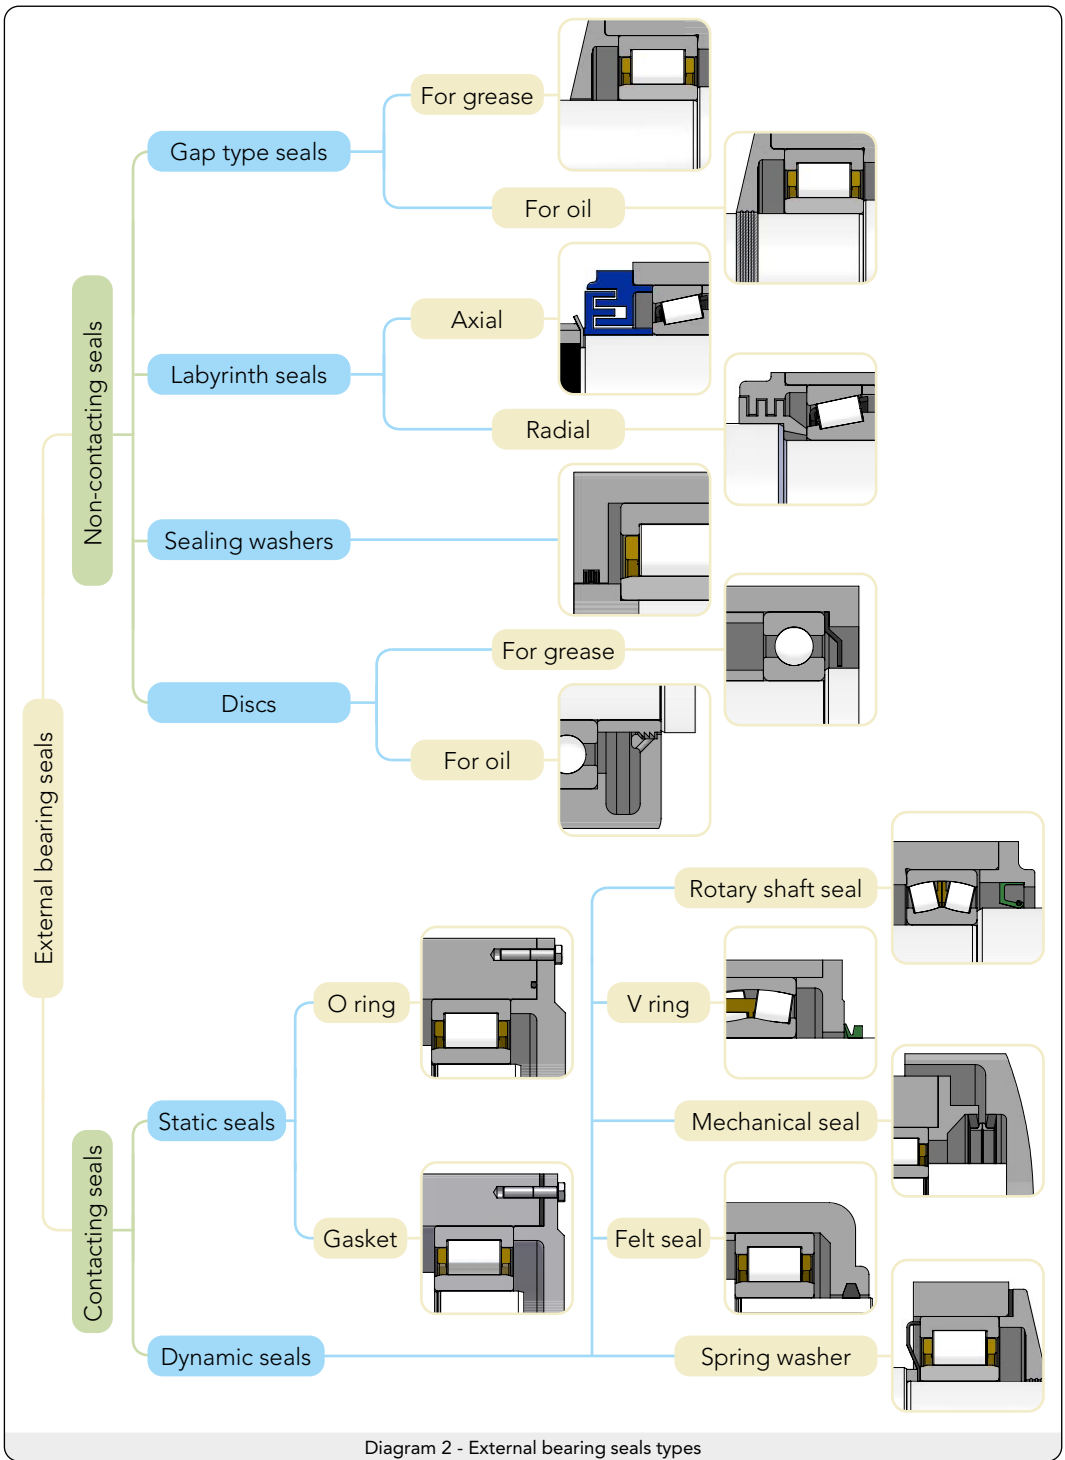 External bearing seals
Non-contacting seals
Gap type seals
For grease
For oil
Labyrinth seals
Axial
Radial
Sealing washers
Discs
For grease
For oil
Contacting seals
Static seals
O ring
Gasket
Dynamic seals
Rotary shaft seal
V ring
Mechanical seal
Felt seal
Spring washer
Diagram 2 - External bearing seals types